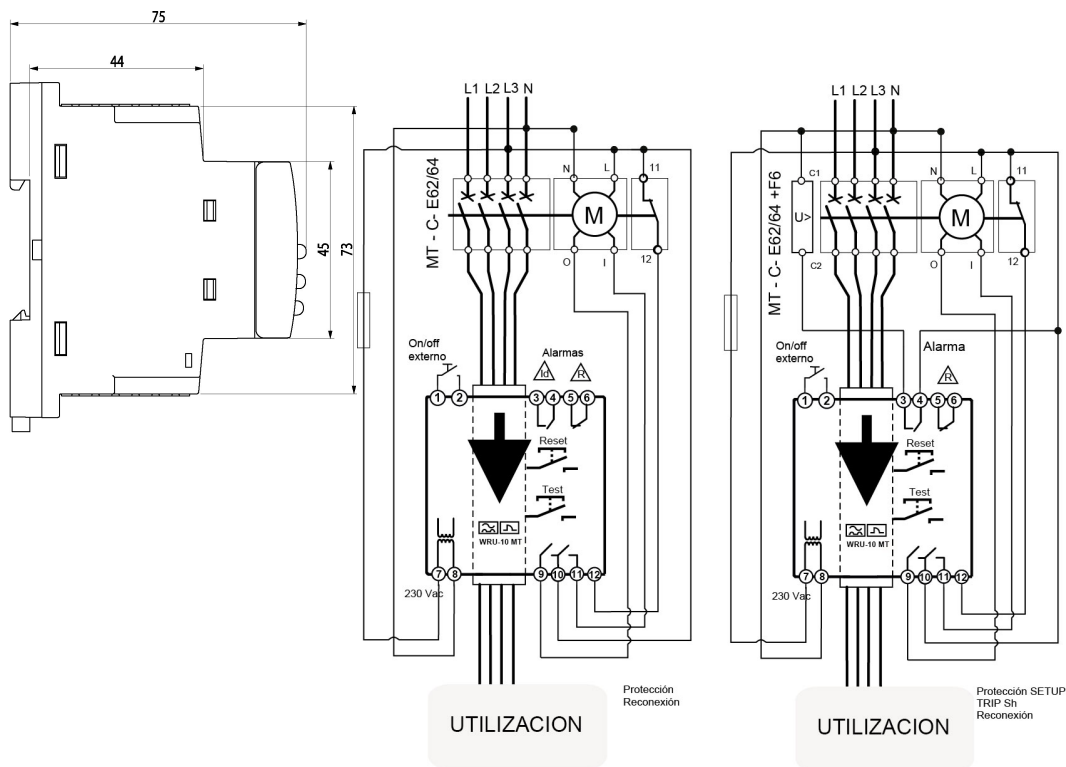 75
44
45
73
L1 L2 L3 N
MT - C- E62/64
N
L
11
M
O
I
12
On/off
externo
Alarmas
Id
R
1 2 3 4 5 6
Reset
Test
WRU-10 MT
7 8 9 10 11 12
230 Vac
Protección
Reconexión
UTILIZACION
L1 L2 L3 N
MT - C- E62/64 +F6
C1
U>
C2
N
L
11
M
O
I
12
On/off
externo
Alarma
R
1 2 3 4 5 6
Reset
Test
WRU-10 MT
7 8 9 10 11 12
230 Vac
Protección SETUP
TRIP Sh
Reconexión
UTILIZACION